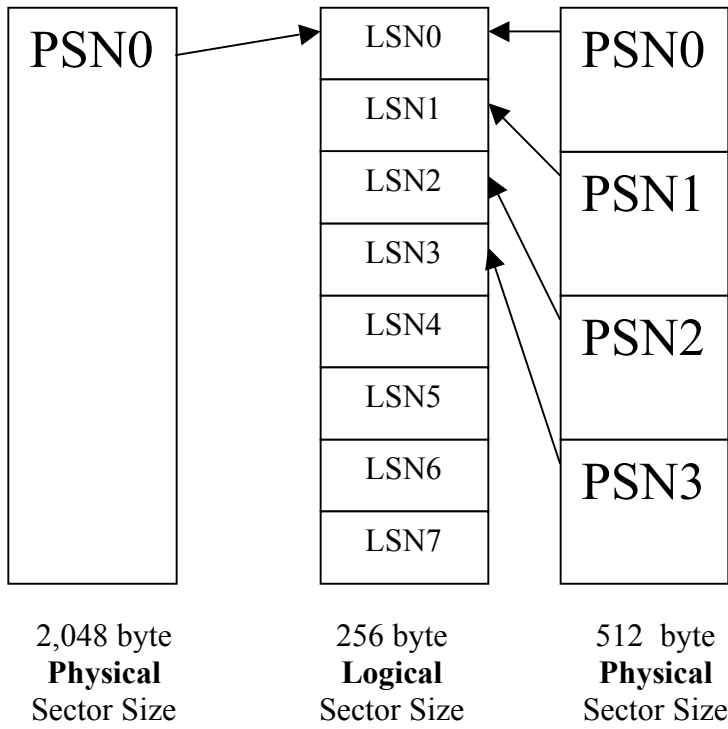 PSN0
LSN0
LSN1
LSN2
LSN3
LSN4
LSN5
LSN6
LSN7
PSN0
PSN1
PSN2
PSN3
2,048 byte
Physical
Sector Size
256 byte
Logical
Sector Size
512 byte
Physical
Sector Size